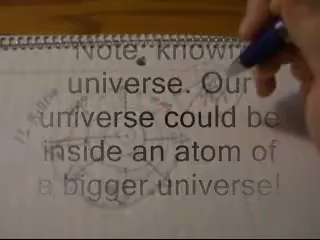 Note: known
universe. Our
universe could be
inside an atom of
a bigger universe!